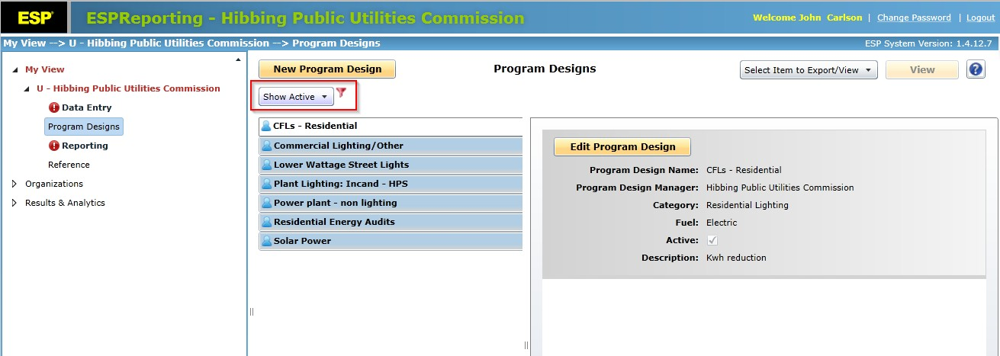 ESP® ESPReporting - Hibbing Public Utilities Commission Welcome John Carlson | Change Password | Logout
My View --> U - Hibbing Public Utilities Commission --> Program Designs ESP System Version: 1.4.12.7
My View
U - Hibbing Public Utilities Commission
Data Entry
Program Designs
Reporting
Reference
Organizations
Results & Analytics
New Program Design Program Designs Select Item to Export/View View ?
Show Active
CFLs - Residential
Commercial Lighting/Other
Lower Wattage Street Lights
Plant Lighting: Incand - HPS
Power plant - non lighting
Residential Energy Audits
Solar Power
Edit Program Design
Program Design Name: CFLs - Residential
Program Design Manager: Hibbing Public Utilities Commission
Category: Residential Lighting
Fuel: Electric
Active:
Description: Kwh reduction